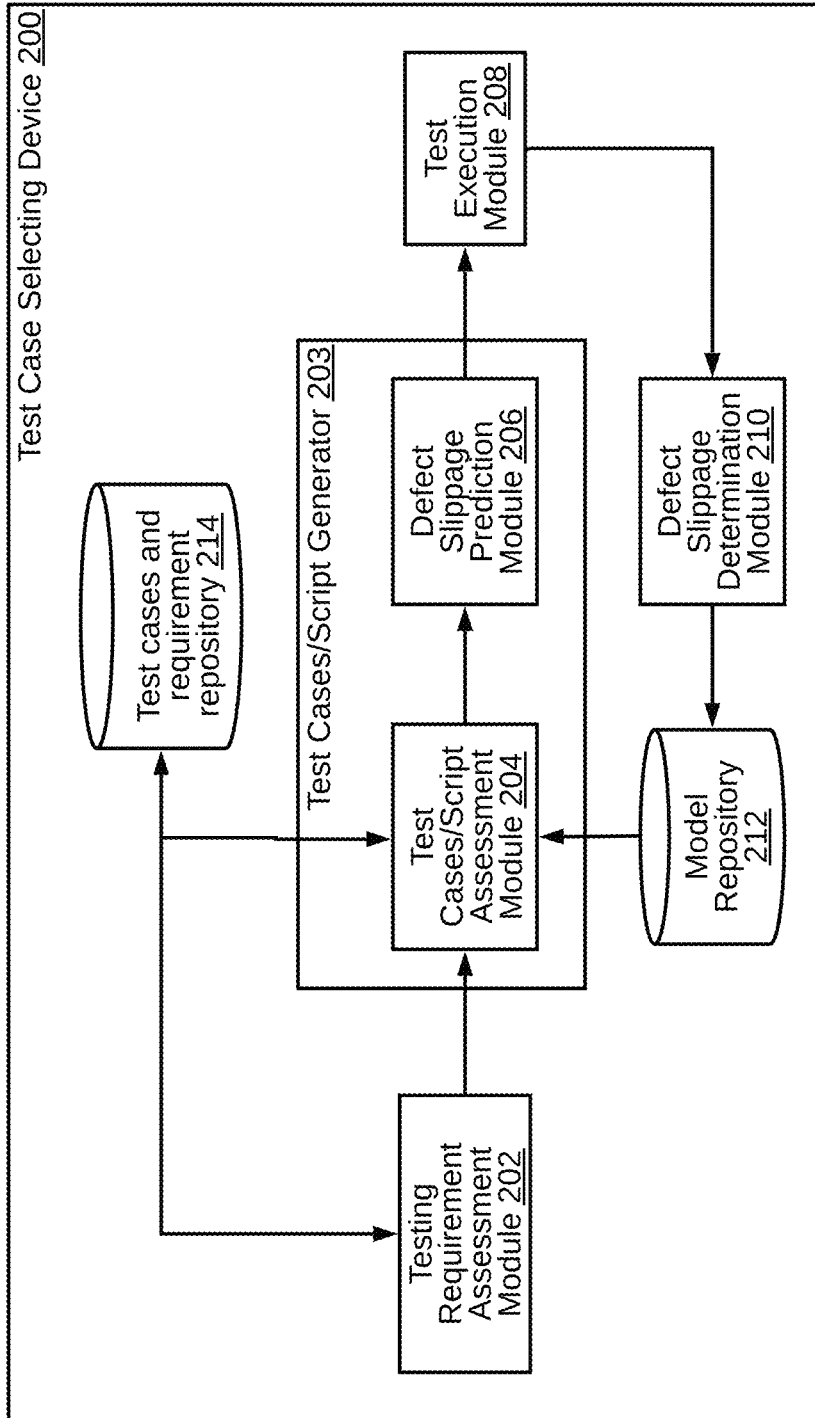 Test Case Selecting Device 200
Test cases and
requirement
repository 214
Test Cases/Script Generator 203
Testing
Requirement
Assessment
Module 202
Test
Cases/Script
Assessment
Module 204
Defect
Slippage
Prediction
Module 206
Test
Execution
Module 208
Model
Repository
212
Defect
Slippage
Determination
Module 210